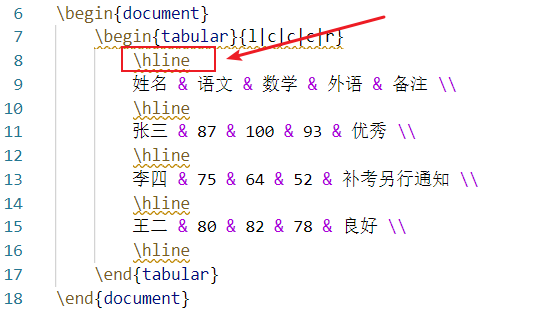 6 \begin{document}
7 \begin{tabular}{l|c|c|c|r}
8 \hline
9 姓名 & 语文 & 数学 & 外语 & 备注 \\
10 \hline
11 张三 & 87 & 100 & 93 & 优秀 \\
12 \hline
13 李四 & 75 & 64 & 52 & 补考另行通知 \\
14 \hline
15 王二 & 80 & 82 & 78 & 良好 \\
16 \hline
17 \end{tabular}
18 \end{document}